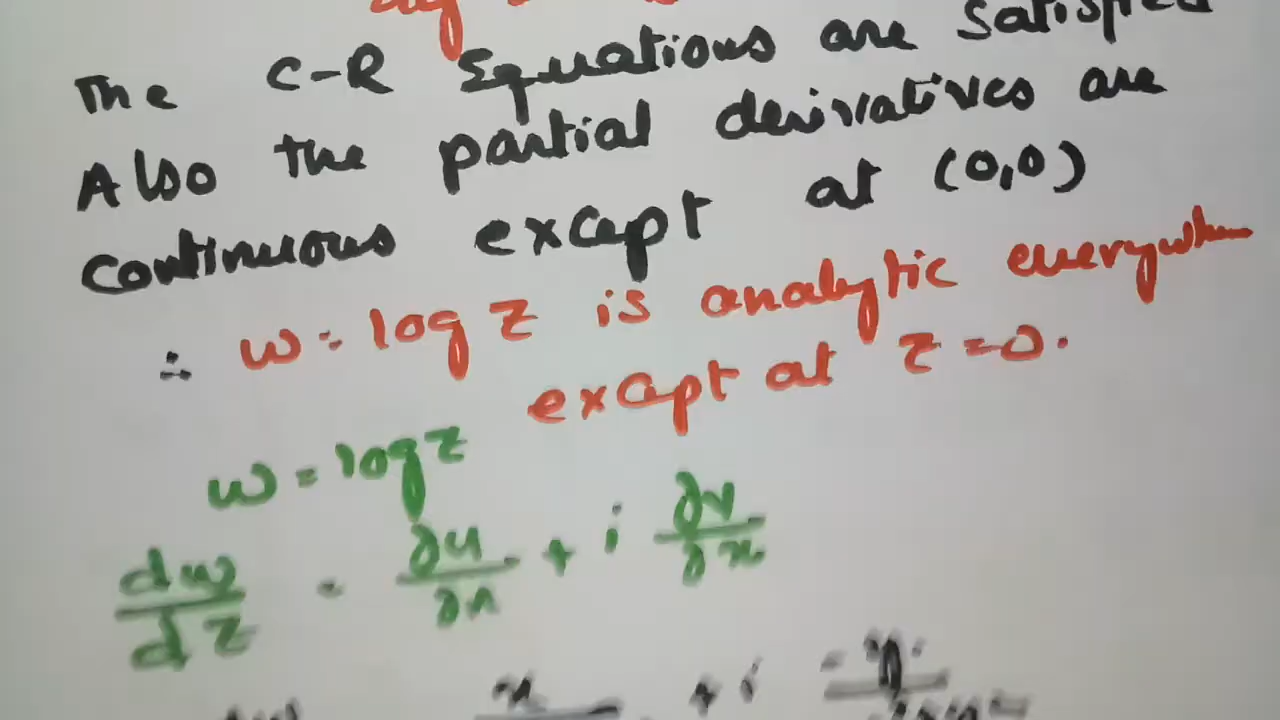 The C-R Equations are Satisfied
Also the partial derivatives are
continuous except at (0,0)
∴ w = log z is analytic everywhere
except at z = 0.
w = log z
dw/dz = ∂u/∂x + i ∂v/∂x
x + i -y